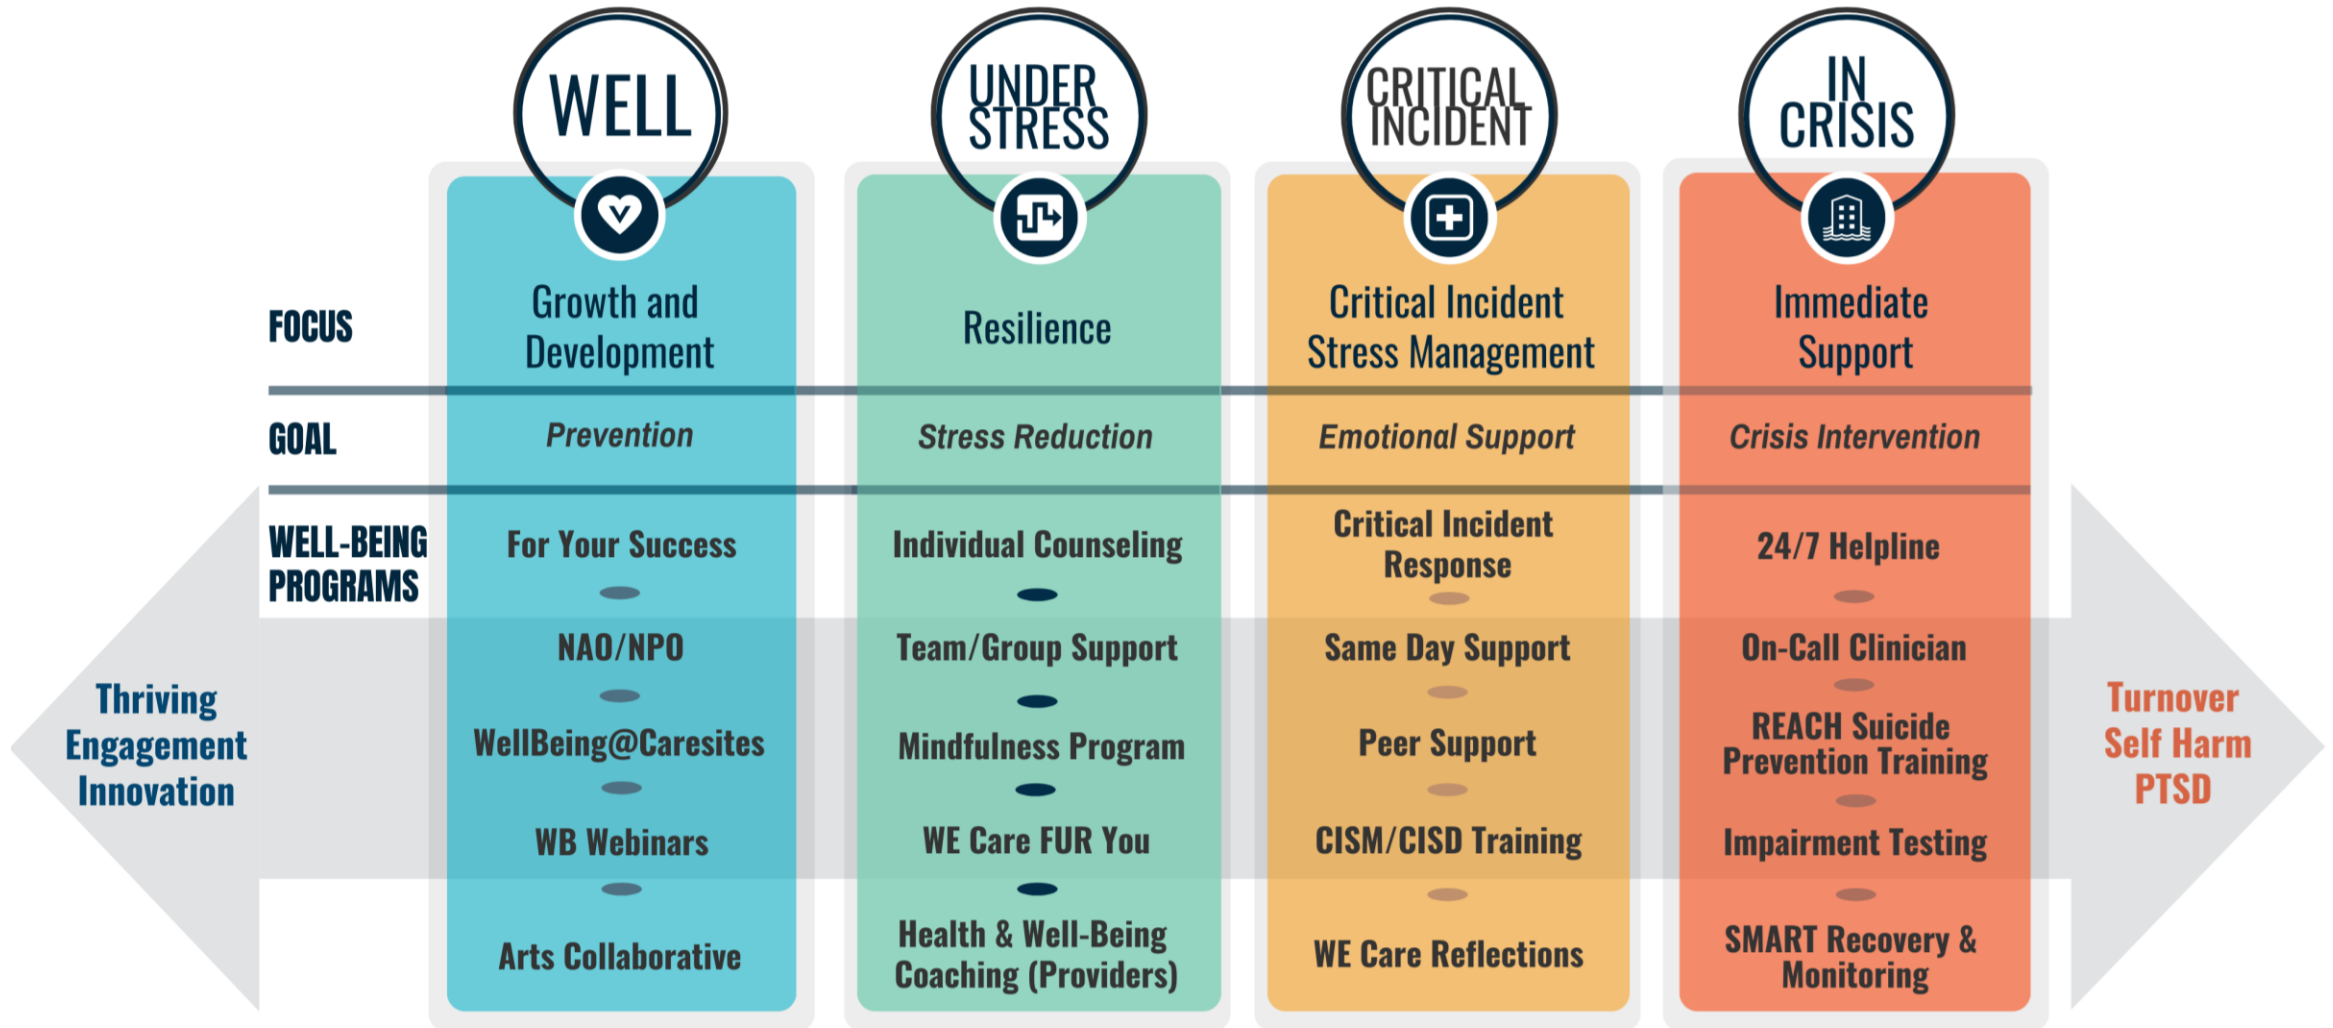 WELL
UNDER
STRESS
CRITICAL
INCIDENT
IN
CRISIS
FOCUS
Growth and
Development
Resilience
Critical Incident
Stress Management
Immediate
Support
GOAL
Prevention
Stress Reduction
Emotional Support
Crisis Intervention
WELL-BEING
PROGRAMS
For Your Success
NAO/NPO
WellBeing@Caresites
WB Webinars
Arts Collaborative
Individual Counseling
Team/Group Support
Mindfulness Program
WE Care FUR You
Health & Well-Being
Coaching (Providers)
Critical Incident
Response
Same Day Support
Peer Support
CISM/CISD Training
WE Care Reflections
24/7 Helpline
On-Call Clinician
REACH Suicide
Prevention Training
Impairment Testing
SMART Recovery &
Monitoring
Thriving
Engagement
Innovation
Turnover
Self Harm
PTSD